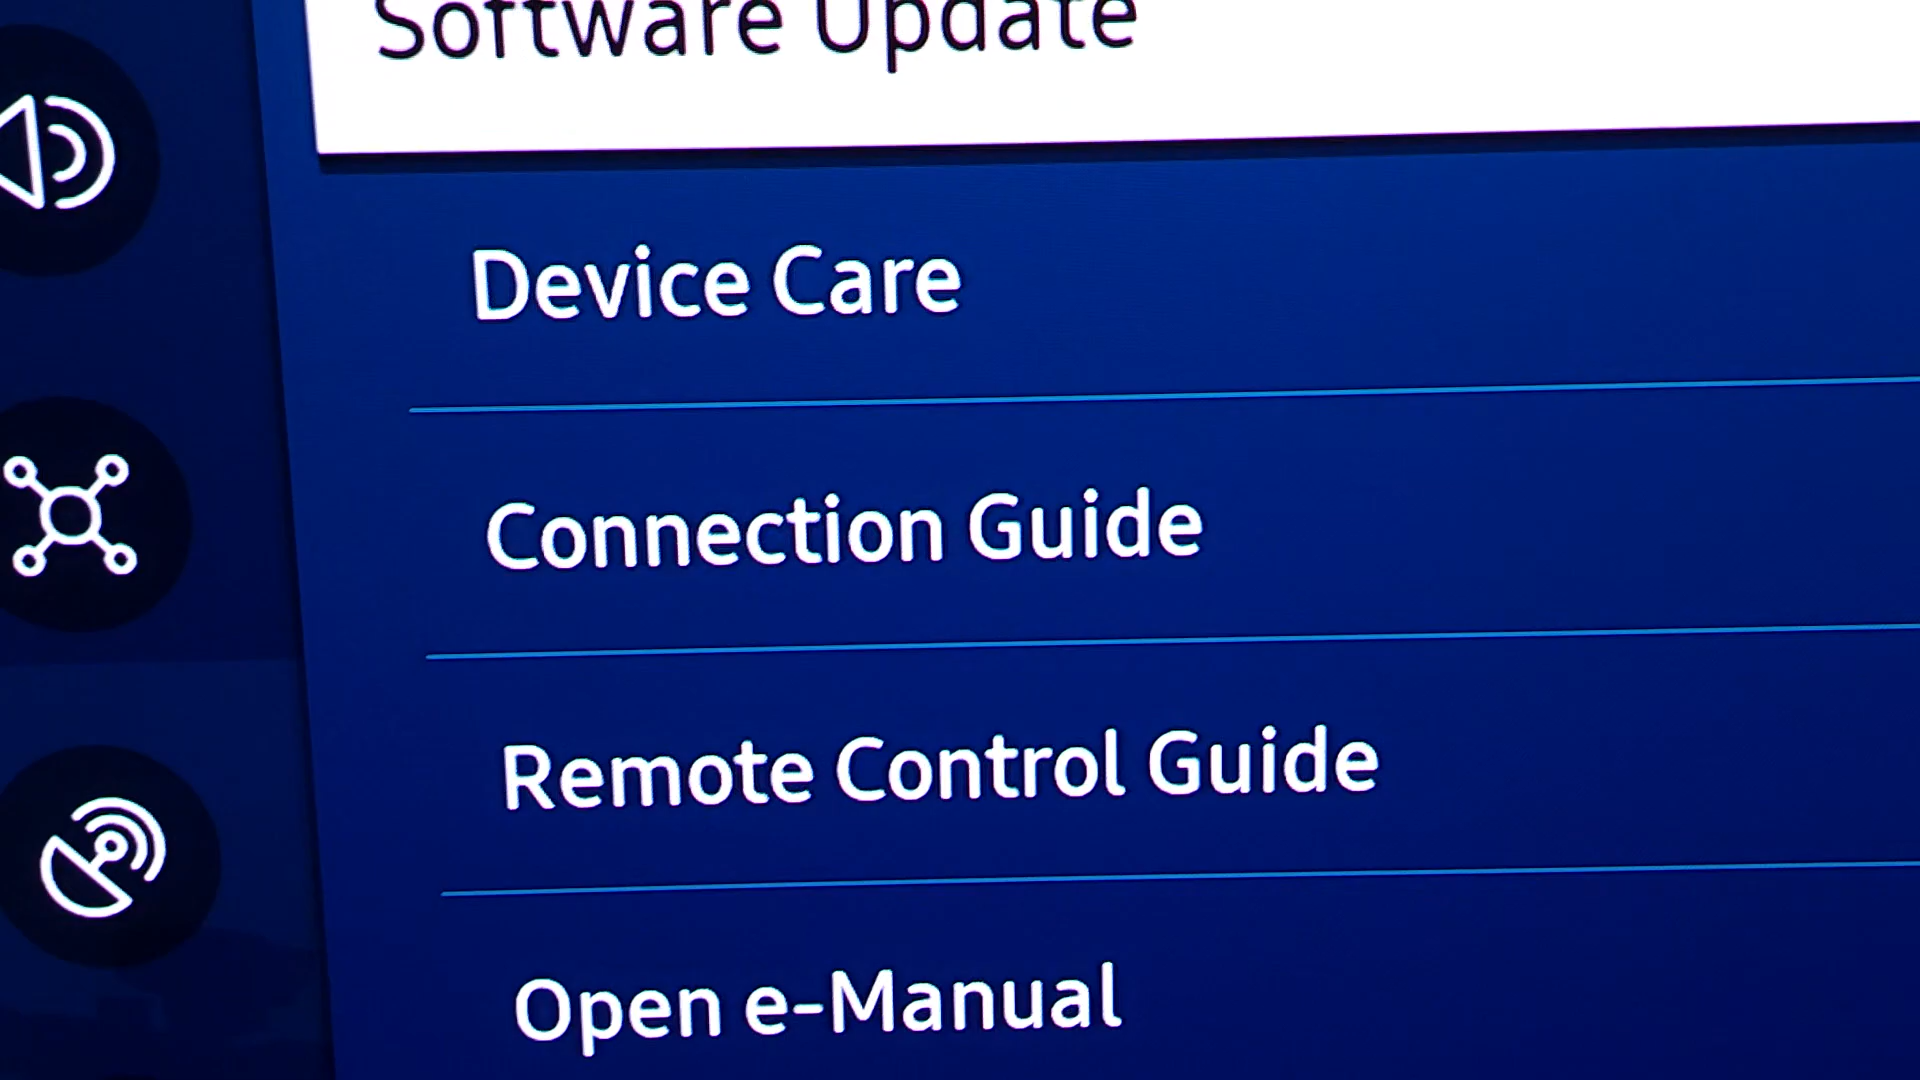 Software Update
Device Care
Connection Guide
Remote Control Guide
Open e-Manual